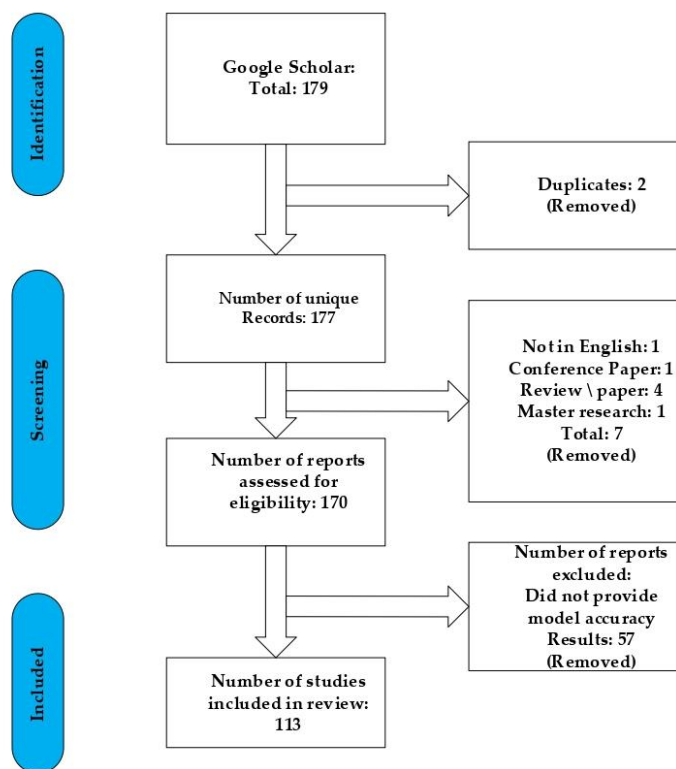 Identification
Google Scholar:
Total: 179
Duplicates: 2
(Removed)
Screening
Number of unique
Records: 177
Not in English: 1
Conference Paper: 1
Review \ paper: 4
Master research: 1
Total: 7
(Removed)
Number of reports
assessed for
eligibility: 170
Number of reports
excluded:
Did not provide
model accuracy
Results: 57
(Removed)
Included
Number of studies
included in review:
113